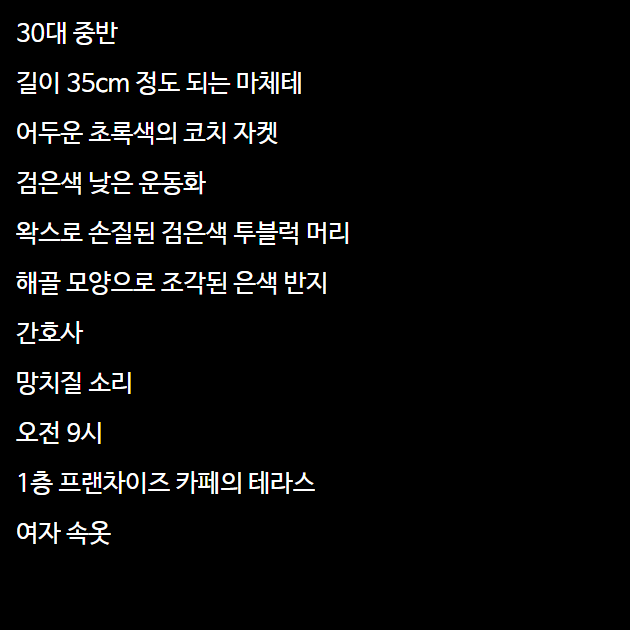 30대 중반
길이 35cm 정도 되는 마체테
어두운 초록색의 코치 자켓
검은색 낮은 운동화
왁스로 손질된 검은색 투블럭 머리
해골 모양으로 조각된 은색 반지
간호사
망치질 소리
오전 9시
1층 프랜차이즈 카페의 테라스
여자 속옷